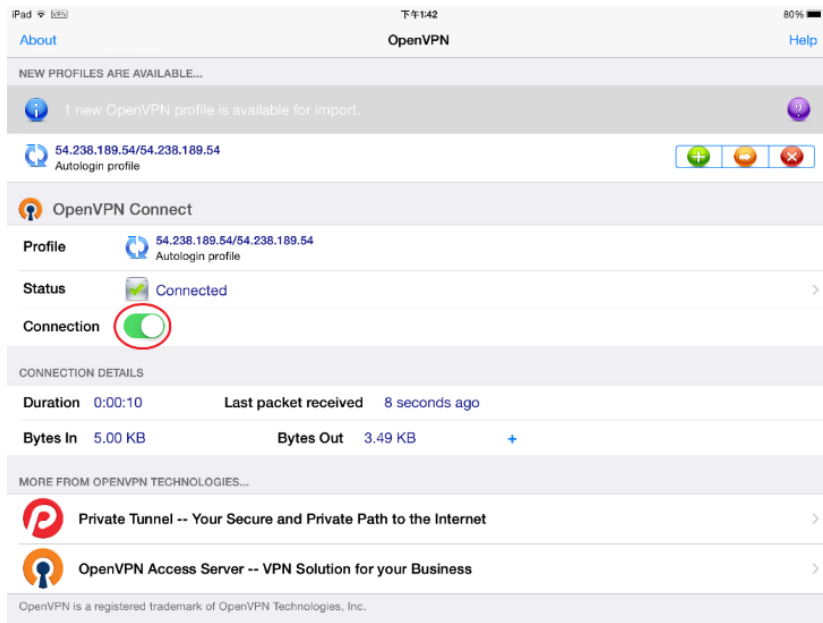 iPad VPN 下午1:42 80%
About OpenVPN Help
NEW PROFILES ARE AVAILABLE...
1 new OpenVPN profile is available for import.
54.238.189.54/54.238.189.54
Autologin profile
OpenVPN Connect
Profile 54.238.189.54/54.238.189.54
Autologin profile
Status Connected
Connection
CONNECTION DETAILS
Duration 0:00:10 Last packet received 8 seconds ago
Bytes In 5.00 KB Bytes Out 3.49 KB +
MORE FROM OPENVPN TECHNOLOGIES...
Private Tunnel -- Your Secure and Private Path to the Internet
OpenVPN Access Server -- VPN Solution for your Business
OpenVPN is a registered trademark of OpenVPN Technologies, Inc.